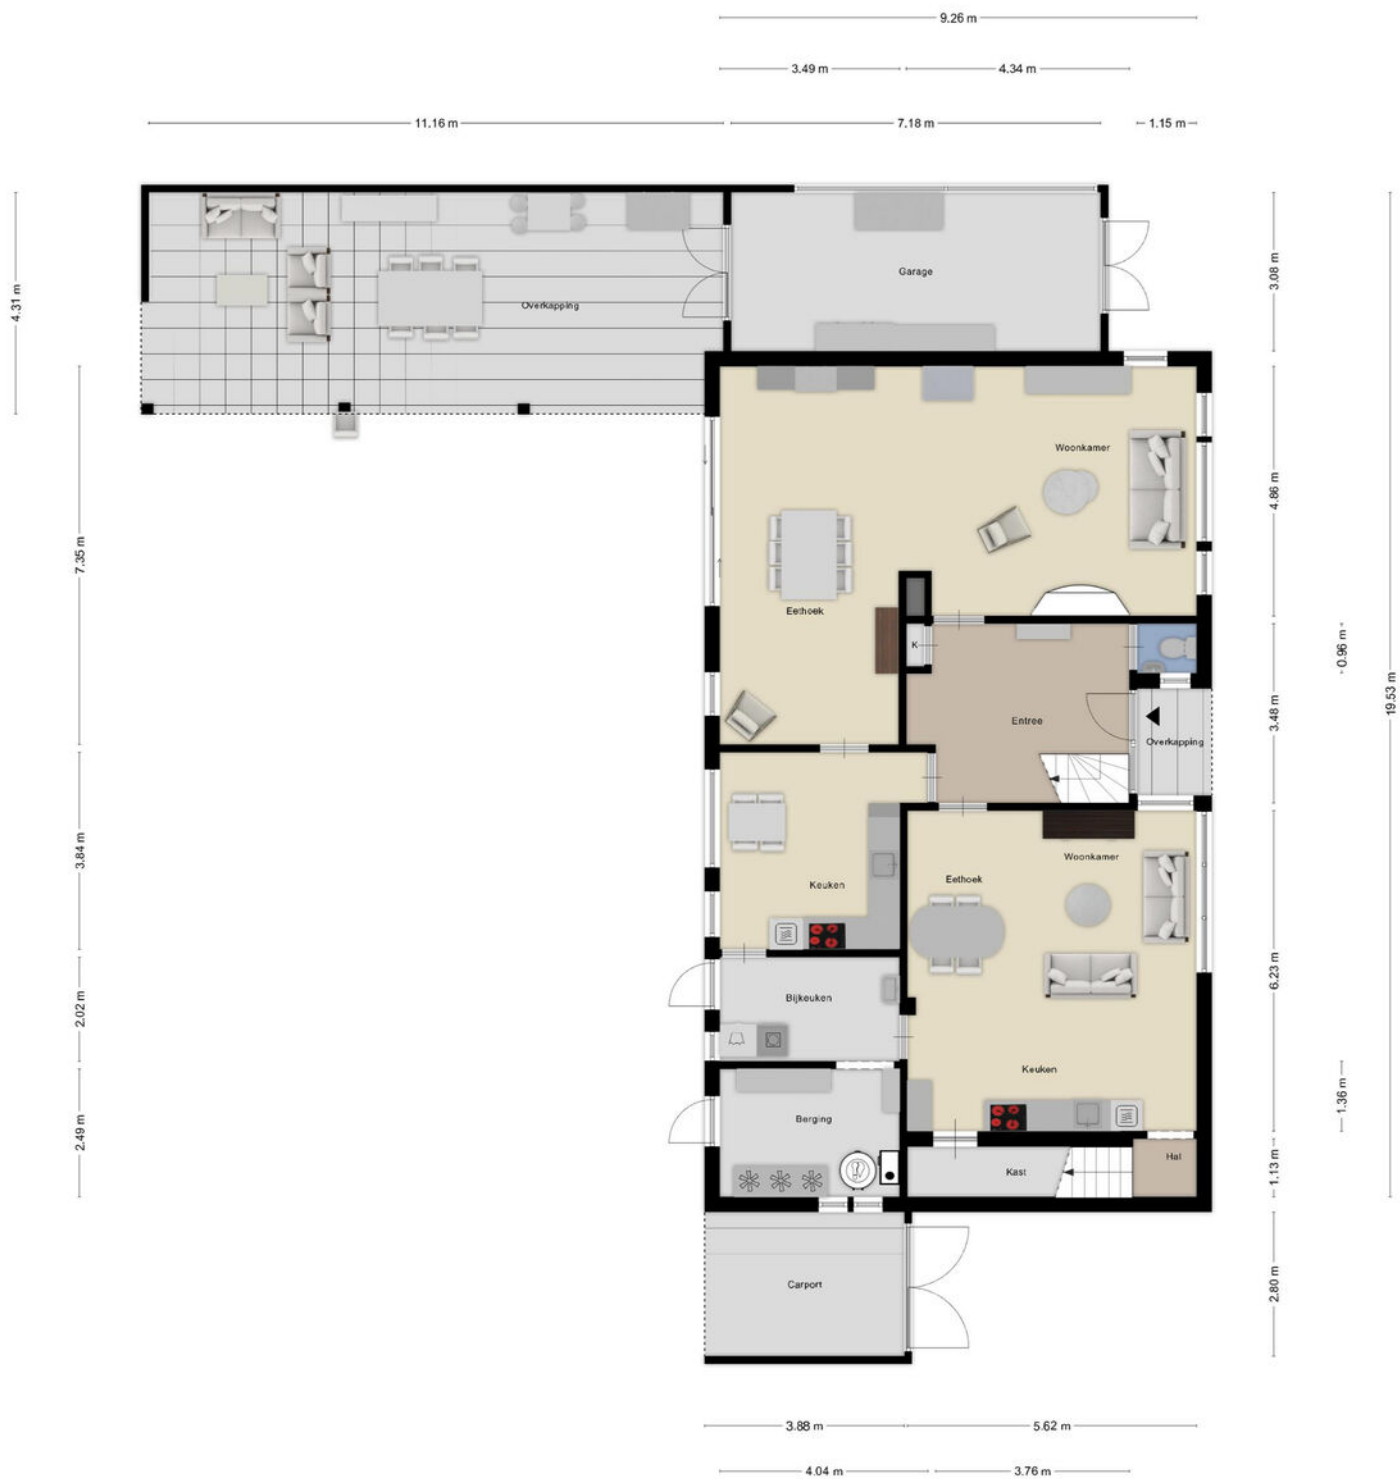 9.26 m
3.49 m
4.34 m
11.16 m
7.18 m
1.15 m
4.31 m
3.08 m
Garage
Overkapping
19.53 m
Woonkamer
4.86 m
7.35 m
Eethoek
K
0.96 m
Entree
3.48 m
Overkapping
3.84 m
Woonkamer
Eethoek
Keuken
6.23 m
Bijkeuken
2.02 m
Keuken
1.36 m
Berging
2.49 m
Hal
Kast
1.13 m
Carport
2.80 m
3.88 m
5.62 m
4.04 m
3.76 m